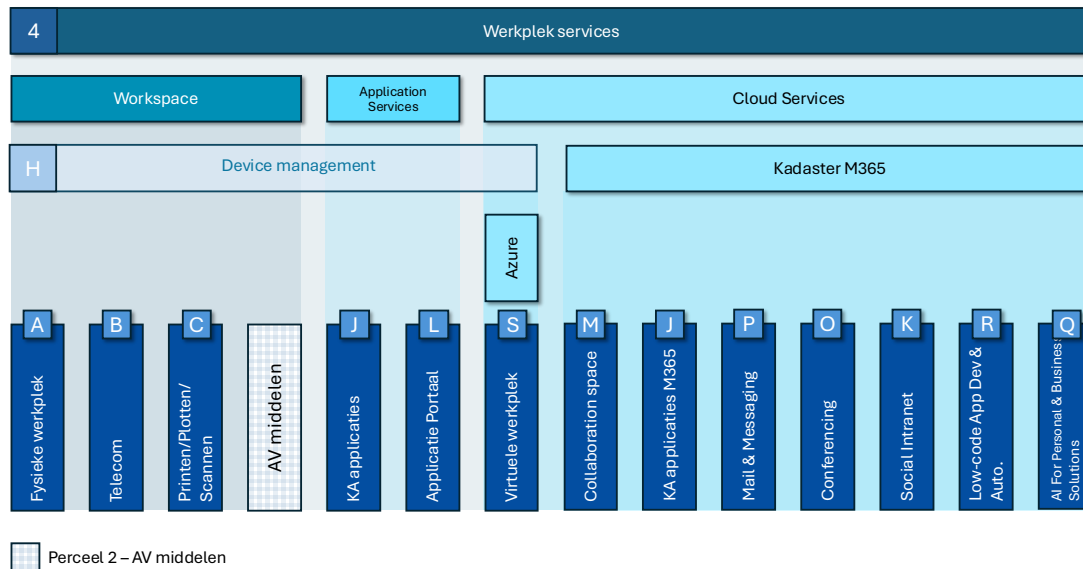 4
Werkplek services
Workspace
Application
Services
Cloud Services
H
Device management
Kadaster M365
Azure
A
B
C
J
L
S
M
J
P
O
K
R
Q
Fysieke werkplek
Telecom
Printen/Plotten/
Scannen
AV middelen
KA applicaties
Applicatie Portaal
Virtuele werkplek
Collaboration space
KA applicaties M365
Mail & Messaging
Conferencing
Social Intranet
Low-code App Dev &
Auto.
AI For Personal & Business
Solutions
Perceel 2 – AV middelen